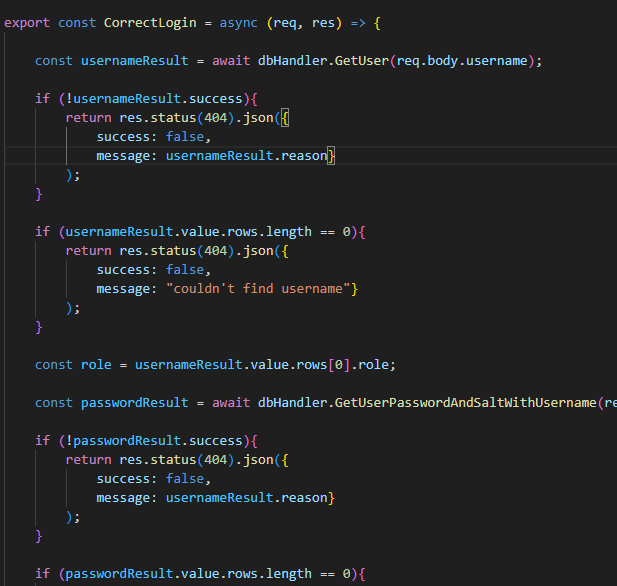 export const CorrectLogin = async (req, res) => {
const usernameResult = await dbHandler.GetUser(req.body.username);
if (!usernameResult.success){
return res.status(404).json({
success: false,
message: usernameResult.reason}
);
}
if (usernameResult.value.rows.length == 0){
return res.status(404).json({
success: false,
message: "couldn't find username"}
);
}
const role = usernameResult.value.rows[0].role;
const passwordResult = await dbHandler.GetUserPasswordAndSaltWithUsername(re
if (!passwordResult.success){
return res.status(404).json({
success: false,
message: usernameResult.reason}
);
}
if (passwordResult.value.rows.length == 0){